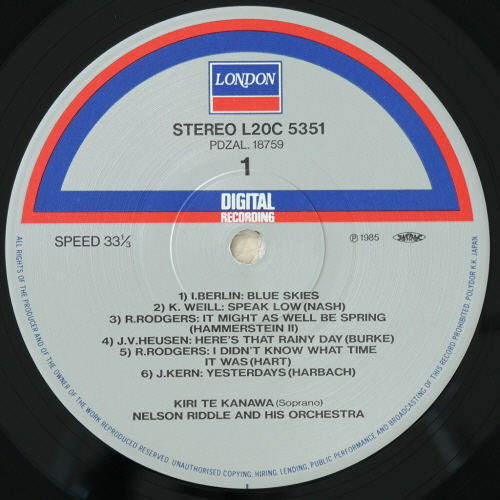 LONDON
STEREO L20C 5351
PDZAL. 18759
1
DIGITAL
RECORDING
SPEED 33⅓
Ⓟ 1985
1) I.BERLIN: BLUE SKIES
2) K. WEILL: SPEAK LOW (NASH)
3) R.RODGERS: IT MIGHT AS WELL BE SPRING
(HAMMERSTEIN II)
4) J.V.HEUSEN: HERE'S THAT RAINY DAY (BURKE)
5) R.RODGERS: I DIDN'T KNOW WHAT TIME
IT WAS (HART)
6) J.KERN: YESTERDAYS (HARBACH)
KIRI TE KANAWA (Soprano)
NELSON RIDDLE AND HIS ORCHESTRA
ALL RIGHTS OF THE PRODUCER AND OF THE OWNER OF THE WORK REPRODUCED RESERVED. UNAUTHORISED COPYING, HIRING, LENDING, PUBLIC PERFORMANCE AND BROADCASTING OF THIS RECORD PROHIBITED. POLYDOR K.K. JAPAN.